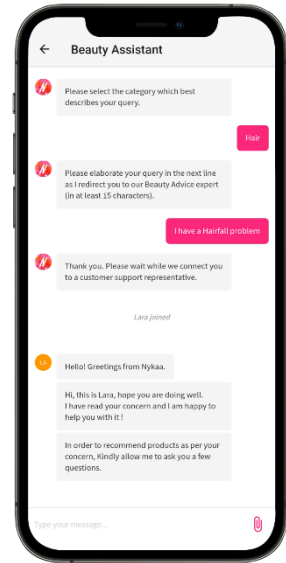 Beauty Assistant
Please select the category which best
describes your query.
Hair
Please elaborate your query in the next line
as I redirect you to our Beauty Advice expert
(in at least 15 characters).
I have a Hairfall problem
Thank you. Please wait while we connect you
to a customer support representative.
Lara joined
LA
Hello! Greetings from Nykaa.
Hi, this is Lara, hope you are doing well.
I have read your concern and I am happy to
help you with it !
In order to recommend products as per your
concern, Kindly allow me to ask you a few
questions.
Type your message...